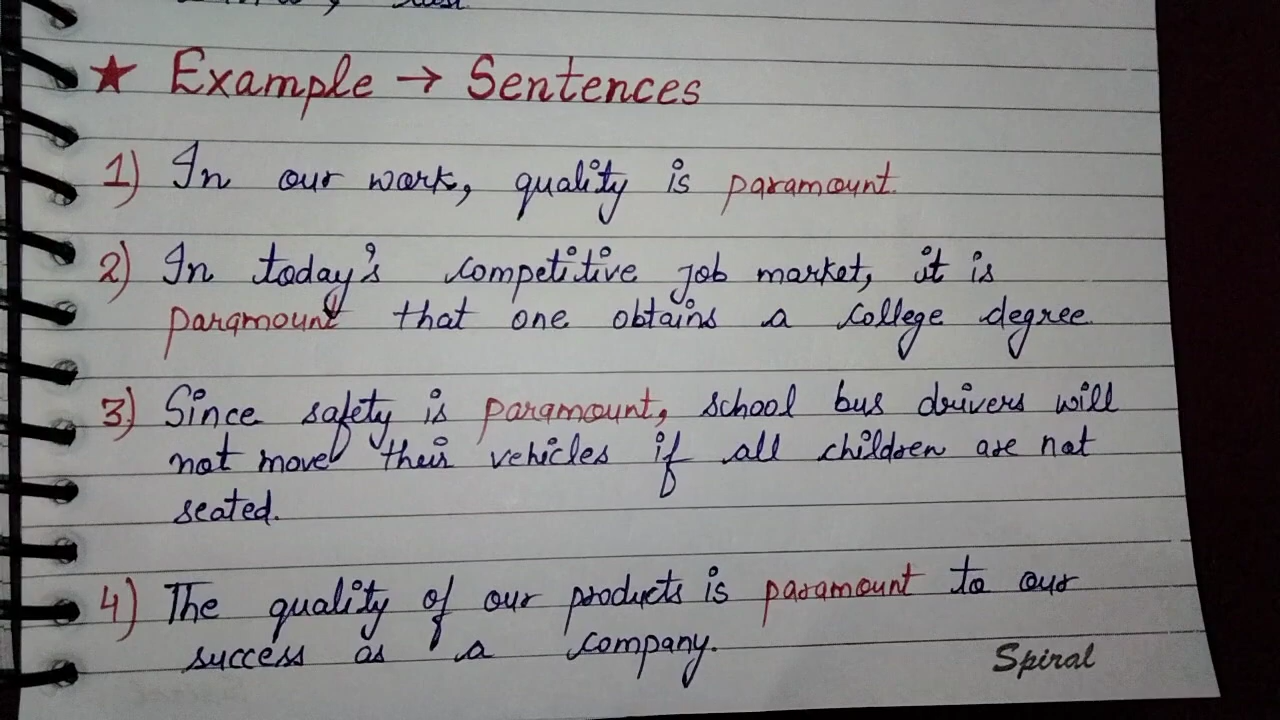 ★ Example → Sentences
1) In our work, quality is paramount.
2) In today's competitive job market, it is
paramount that one obtains a college degree.
3) Since safety is paramount, school bus drivers will
not move their vehicles if all children are not
seated.
4) The quality of our products is paramount to our
success as a company.
Spiral